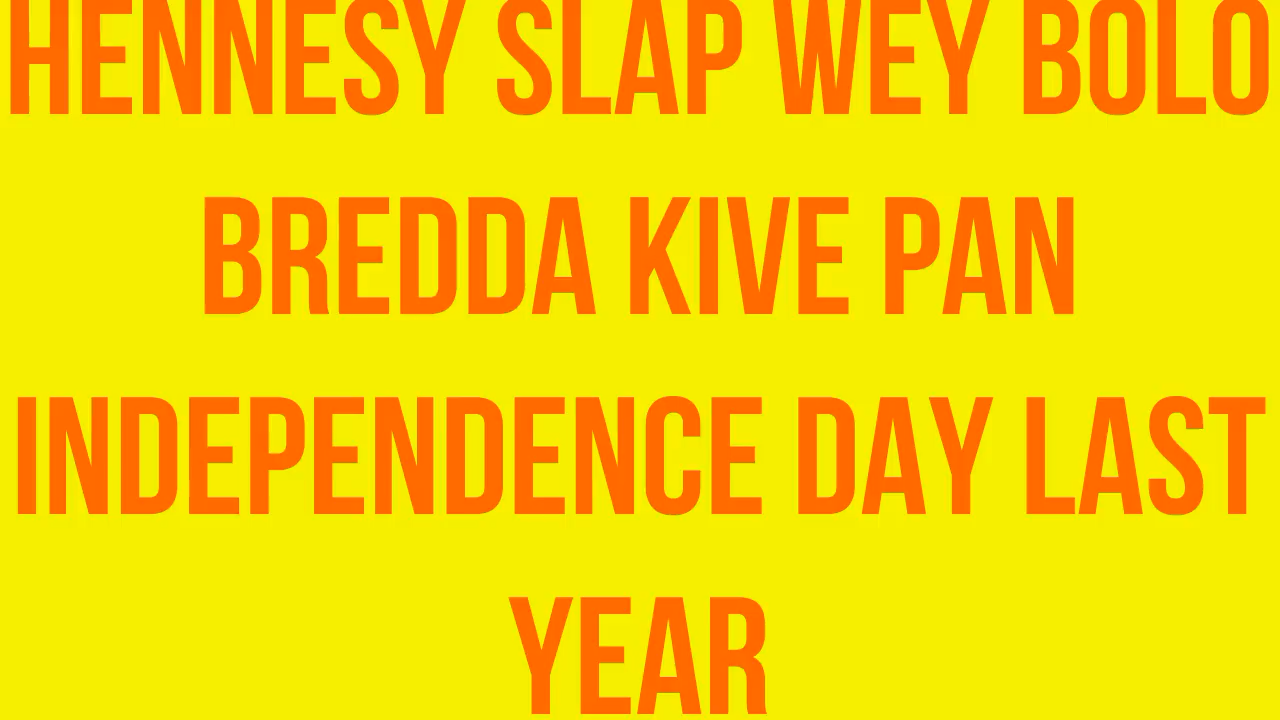 HENNESY SLAP WEY BOLO
BREDDA KIVE PAN
INDEPENDENCE DAY LAST
YEAR